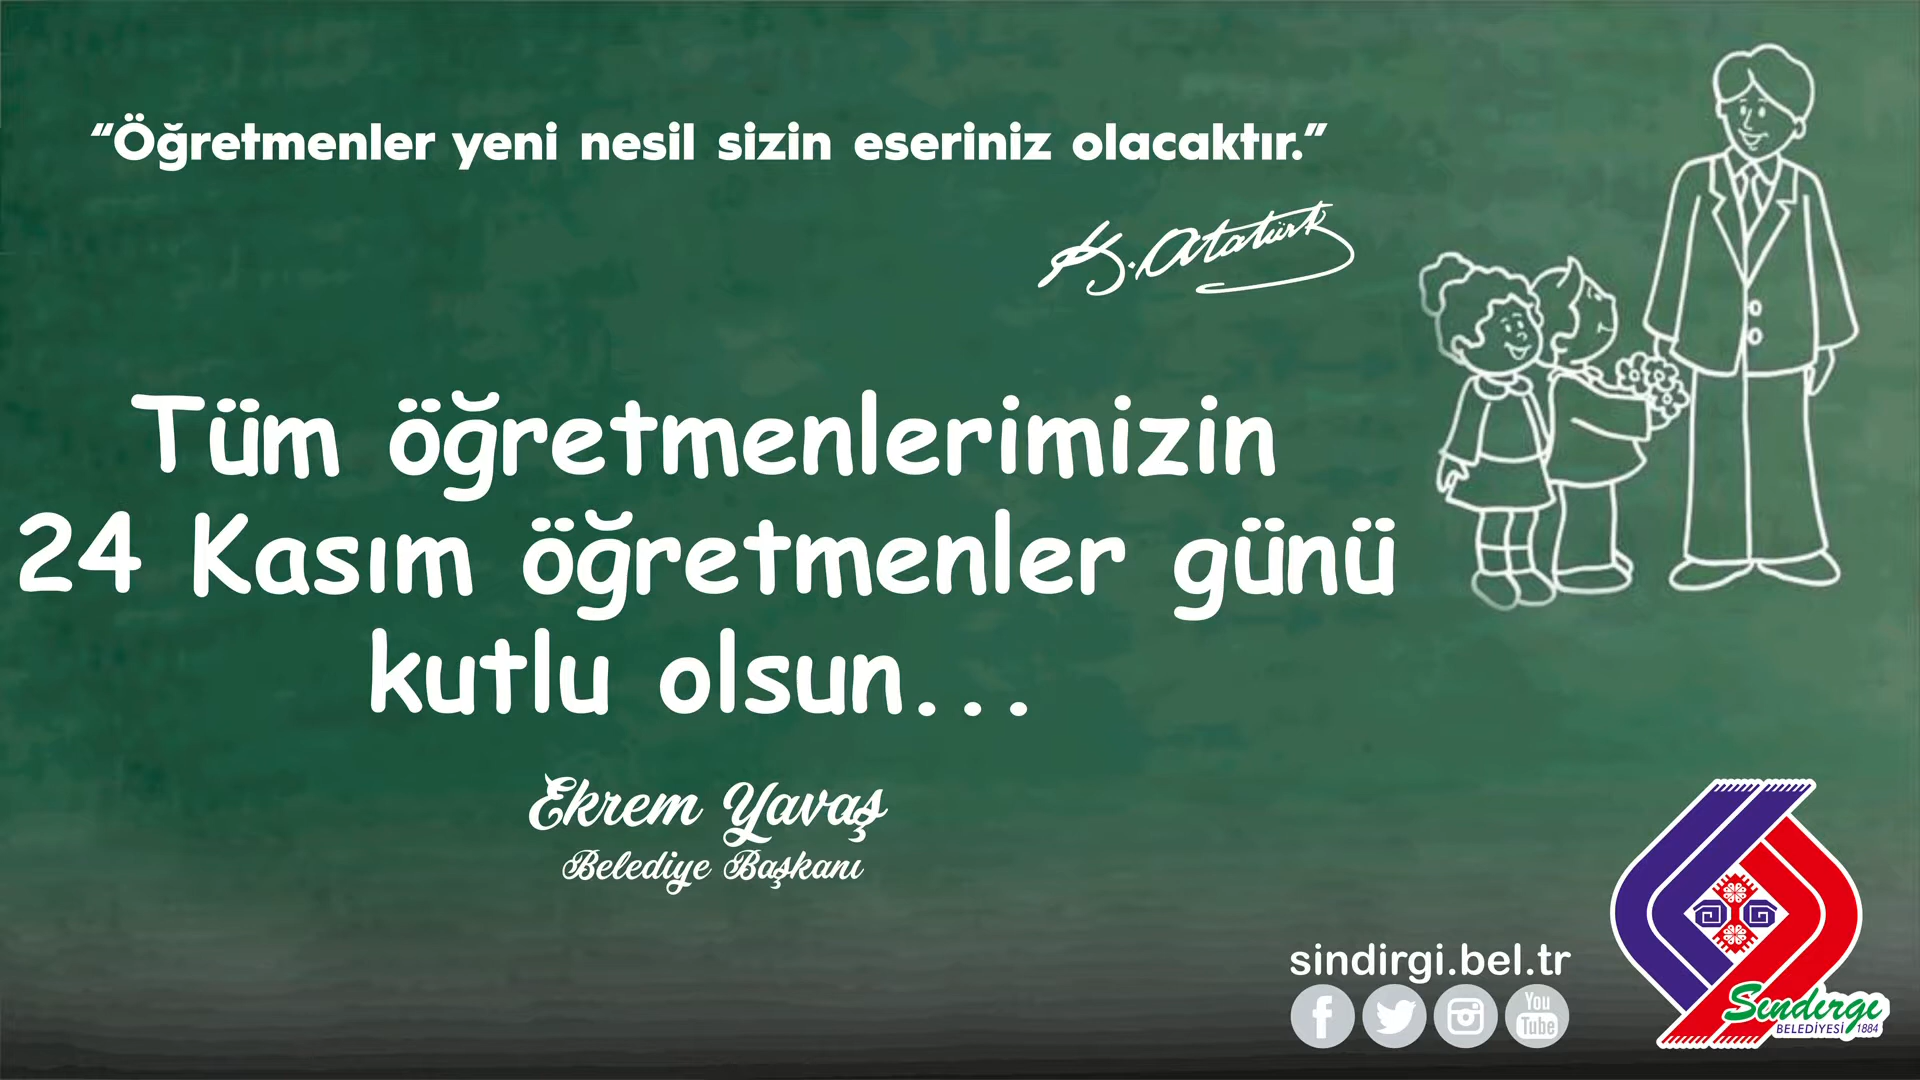 “Öğretmenler yeni nesil sizin eseriniz olacaktır.”
K. Atatürk
Tüm öğretmenlerimizin
24 Kasım öğretmenler günü
kutlu olsun...
Ekrem Yavaş
Belediye Başkanı
sindirgi.bel.tr
You
Tube
Sındırgı
BELEDİYESİ 1884